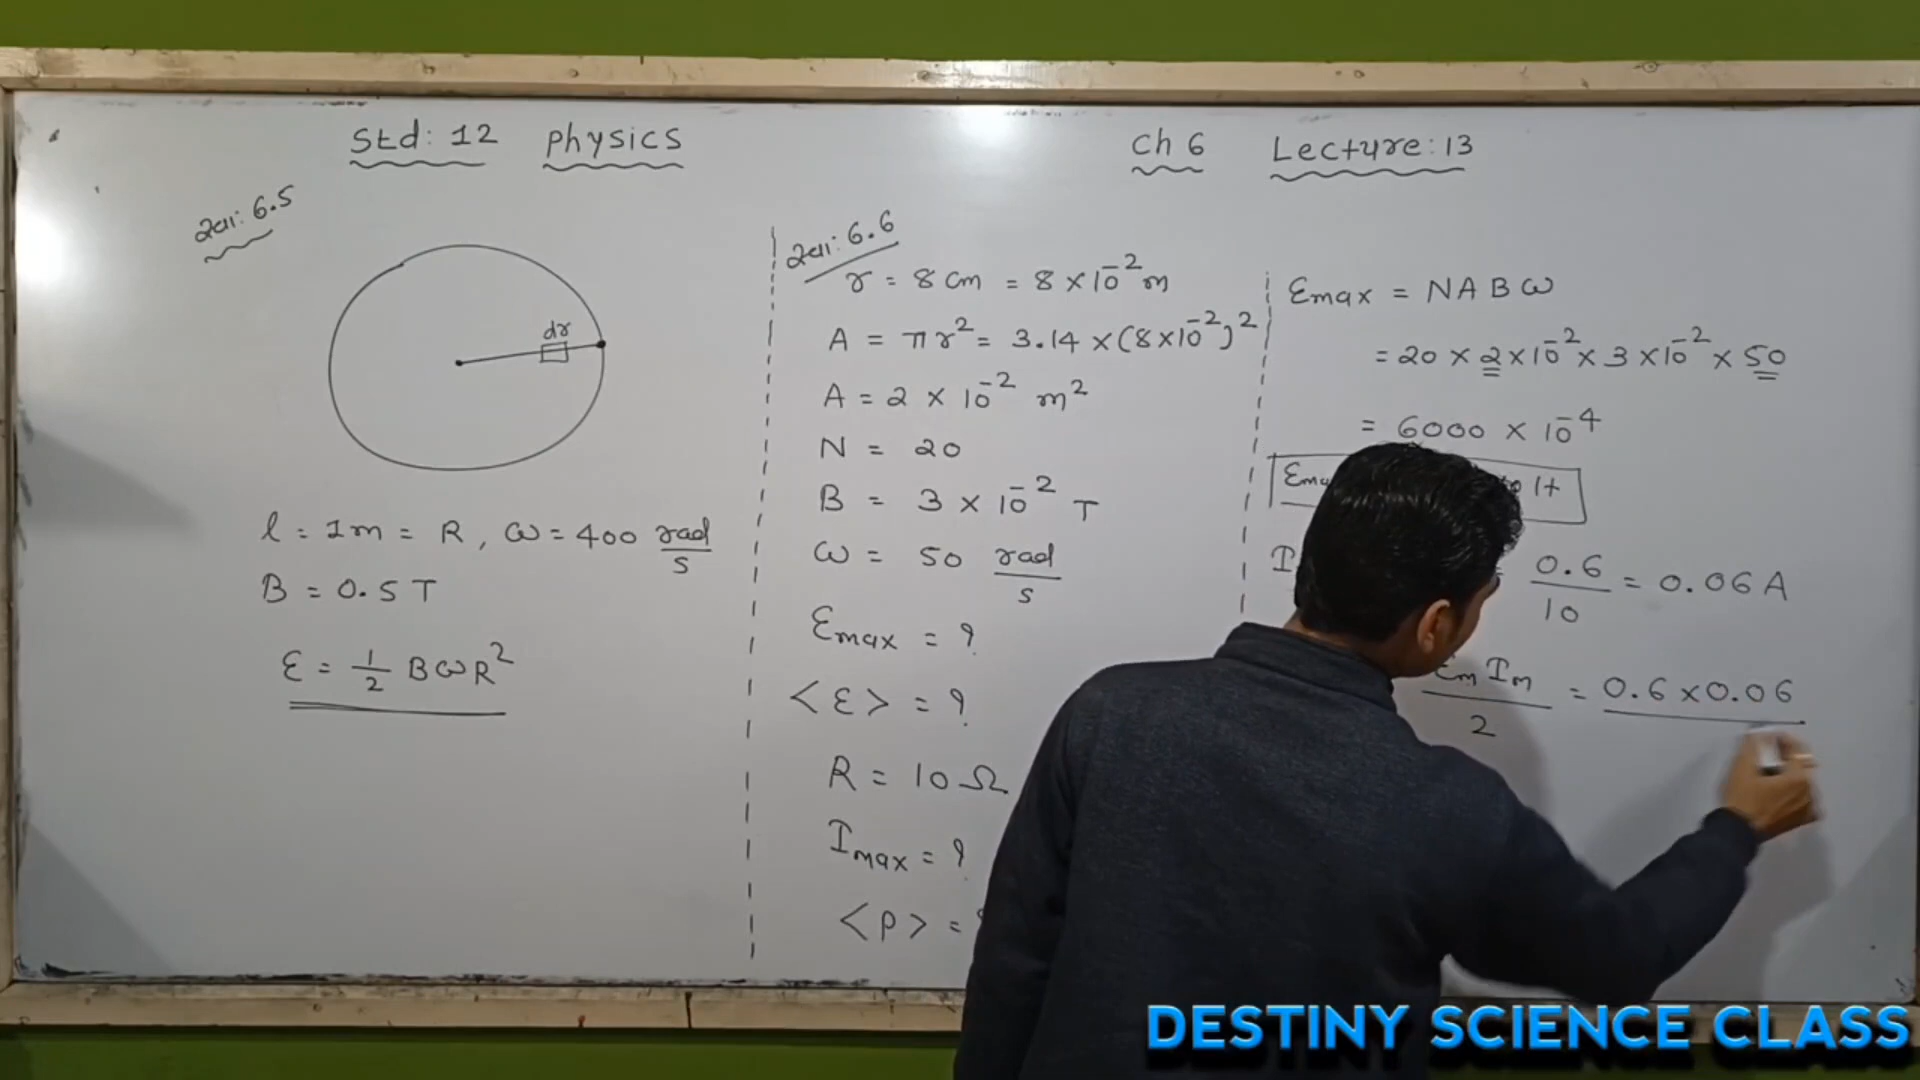 Std: 12 Physics
Ch 6 Lecture: 13
દા: 6.5
dr
l = 1m = R, ω = 400 rad/s
B = 0.5 T
ε = 1/2 BωR²
દા: 6.6
r = 8 cm = 8 × 10⁻² m
A = πr² = 3.14 × (8×10⁻²)²
A = 2 × 10⁻² m²
N = 20
B = 3 × 10⁻² T
ω = 50 rad/s
εmax = ?
<ε> = ?
R = 10 Ω
Imax = ?
<P> =
εmax = NABω
= 20 × 2 × 10⁻² × 3 × 10⁻² × 50
= 6000 × 10⁻⁴
0.6/10 = 0.06 A
εm Im/2 = 0.6 × 0.06
DESTINY SCIENCE CLASS